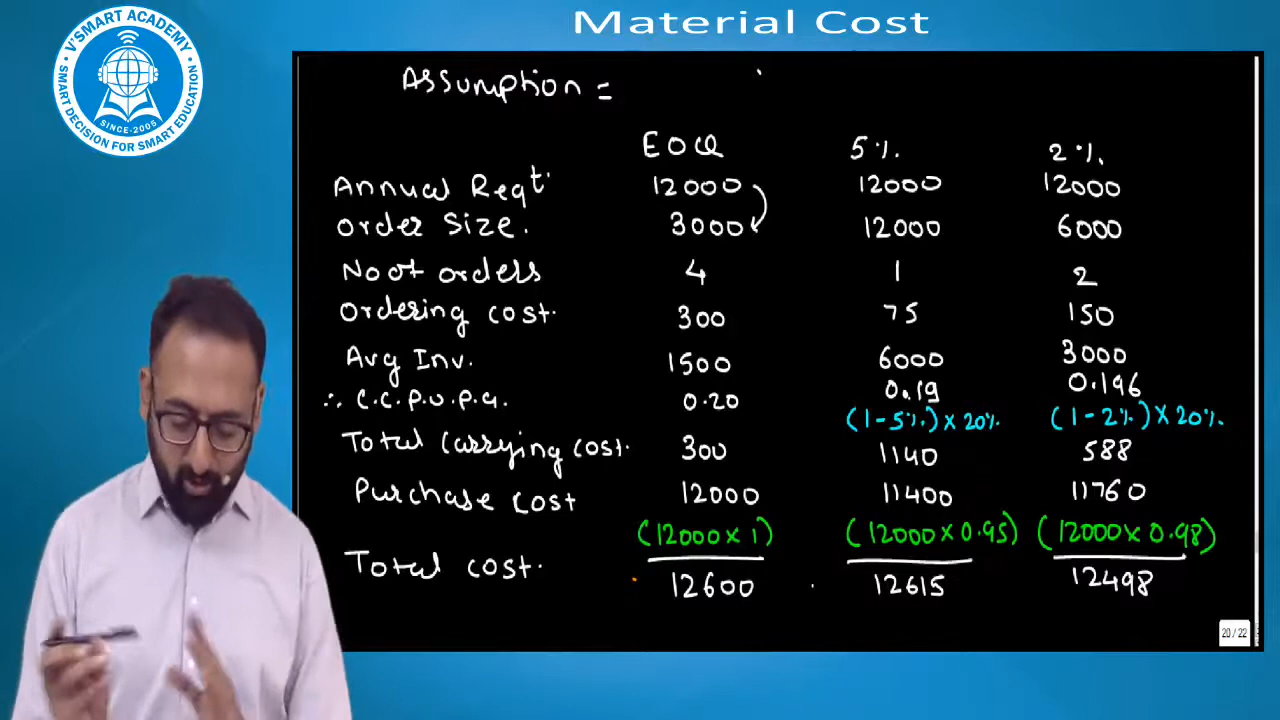 Material Cost
V'SMART ACADEMY
SMART DECISION FOR SMART EDUCATION
SINCE-2005
Assumption =
EOQ 5%. 2%.
Annual Reqt. 12000 12000 12000
Order Size. 3000 12000 6000
No of orders 4 1 2
Ordering cost. 300 75 150
Avg Inv. 1500 6000 3000
∴ C.C.P.U.P.a. 0.20 0.19 0.196
(1-5%) × 20% (1-2%) × 20%.
Total Carrying cost. 300 1140 588
Purchase cost 12000 11400 11760
(12000 × 1) (12000 × 0.95) (12000 × 0.98)
Total cost. 12600 12615 12498
20 / 22